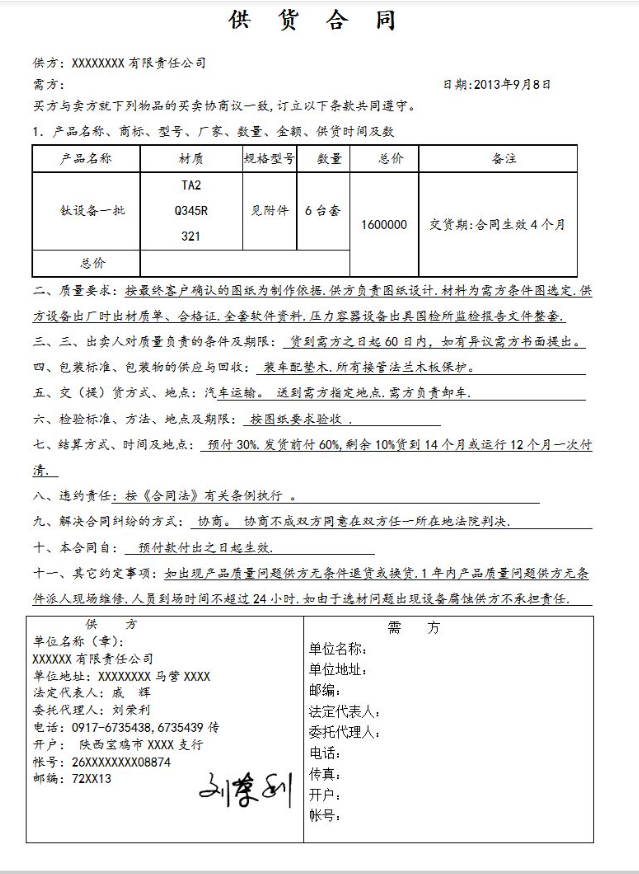 供 货 合 同
供方: XXXXXXXX 有限责任公司
需方:
日期:2013年9月8日
买方与卖方就下列物品的买卖协商议一致,订立以下条款共同遵守。
1. 产品名称、商标、型号、厂家、数量、金额、供货时间及数
产品名称 材质 规格型号 数量 总价 备注
钛设备一批 TA2 Q345R 321 见附件 6台套 1600000 交货期:合同生效4个月
总价
二、质量要求: 按最终客户确认的图纸为制作依据.供方负责图纸设计.材料为需方条件图选定.供
方设备出厂时出材质单、合格证.全套软件资料.压力容器设备出具国检所监检报告文件整套.
三、三、出卖人对质量负责的条件及期限: 货到需方之日起60日内，如有异议需方书面提出。
四、包装标准、包装物的供应与回收: 装车配垫木.所有接管法兰木板保护。
五、交（提）货方式、地点: 汽车运输。 送到需方指定地点.需方负责卸车.
六、检验标准、方法、地点及期限: 按图纸要求验收 .
七、结算方式、时间及地点: 预付30%.发货前付60%,剩余10%货到14个月或运行12个月一次付
清.
八、违约责任: 按《合同法》有关条例执行 。
九、解决合同纠纷的方式: 协商。 协商不成双方同意在双方任一所在地法院判决.
十、本合同自: 预付款付出之日起生效.
十一、其它约定事项: 如出现产品质量问题供方无条件退货或换货.1年内产品质量问题供方无条
件派人现场维修.人员到场时间不超过24小时.如由于选材问题出现设备腐蚀供方不承担责任.
供 方
单位名称（章）:
XXXXXX 有限责任公司
单位地址: XXXXXXXX 马营 XXXX
法定代表人: 戚 辉
委托代理人: 刘荣利
电话: 0917-6735438,6735439 传
开户: 陕西宝鸡市 XXXX 支行
帐号: 26XXXXXXXX08874
邮编: 72XX13
刘荣利
需 方
单位名称:
单位地址:
邮编:
法定代表人:
委托代理人:
电话:
传真:
开户:
帐号: